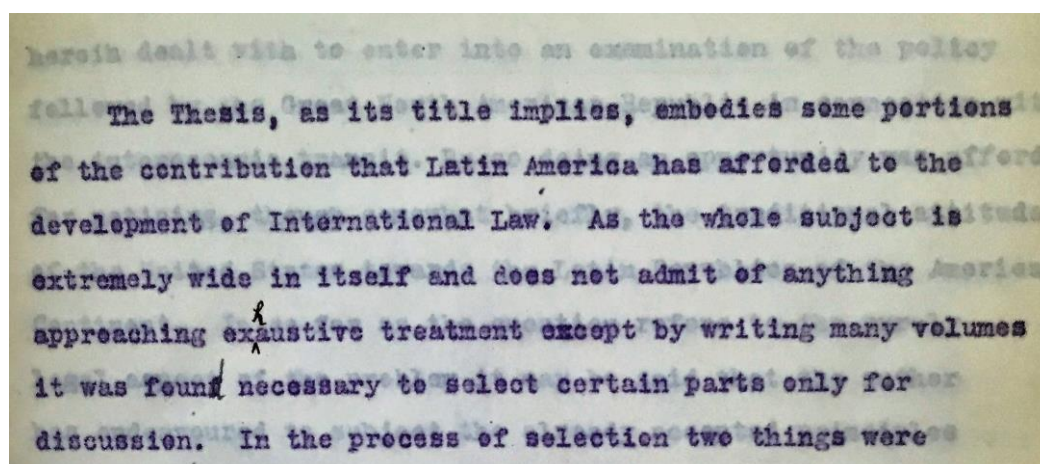 The Thesis, as its title implies, embodies some portions
of the contribution that Latin America has afforded to the
development of International Law. As the whole subject is
extremely wide in itself and does not admit of anything
approaching exhaustive treatment except by writing many volumes
it was found necessary to select certain parts only for
discussion. In the process of selection two things were